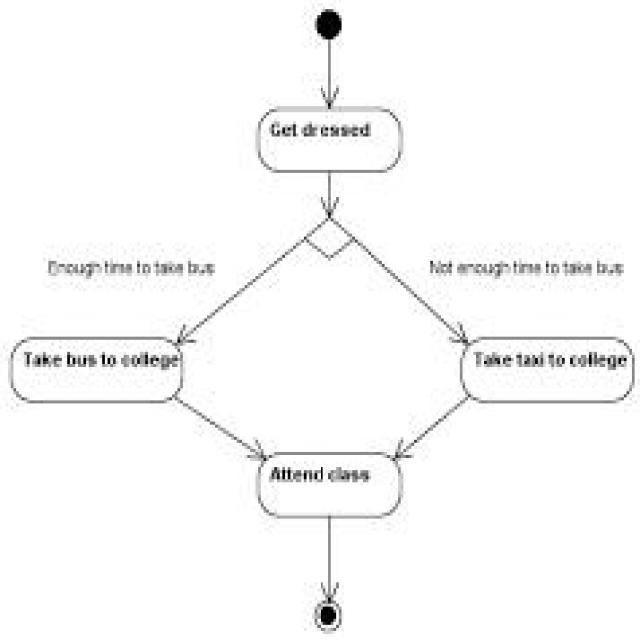 Get dressed
Enough time to take bus
Not enough time to take bus
Take bus to college
Take taxi to college
Attend class